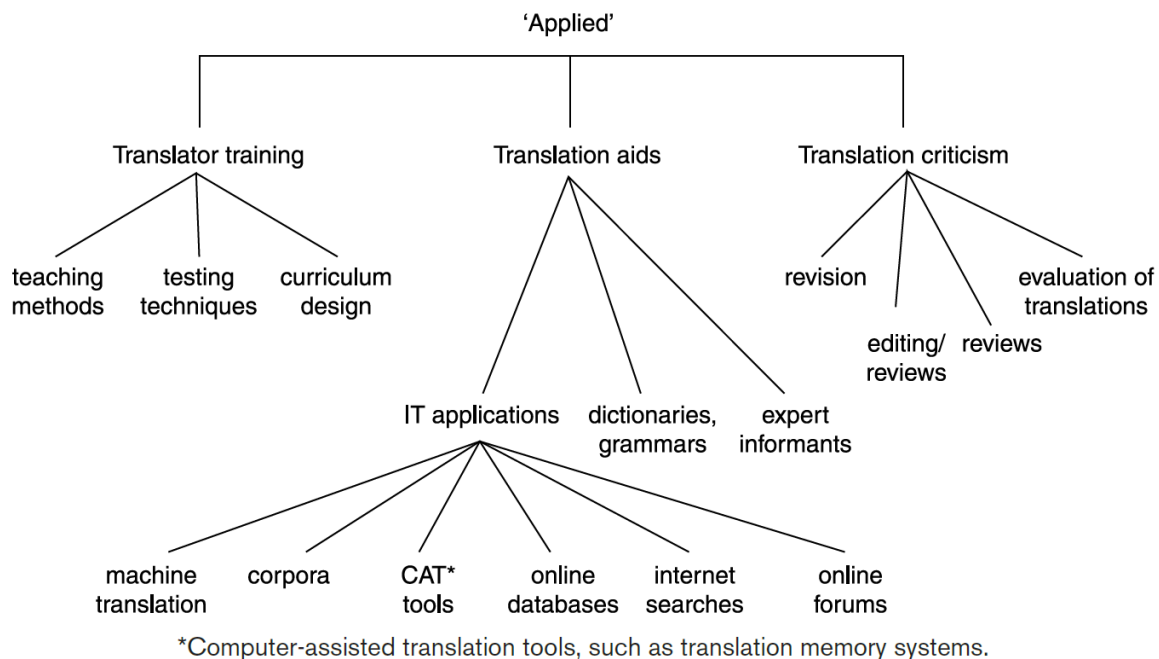 ‘Applied’
Translator training
Translation aids
Translation criticism
teaching
methods
testing
techniques
curriculum
design
revision
editing/
reviews
reviews
evaluation of
translations
IT applications
dictionaries,
grammars
expert
informants
machine
translation
corpora
CAT*
tools
online
databases
internet
searches
online
forums
*Computer-assisted translation tools, such as translation memory systems.